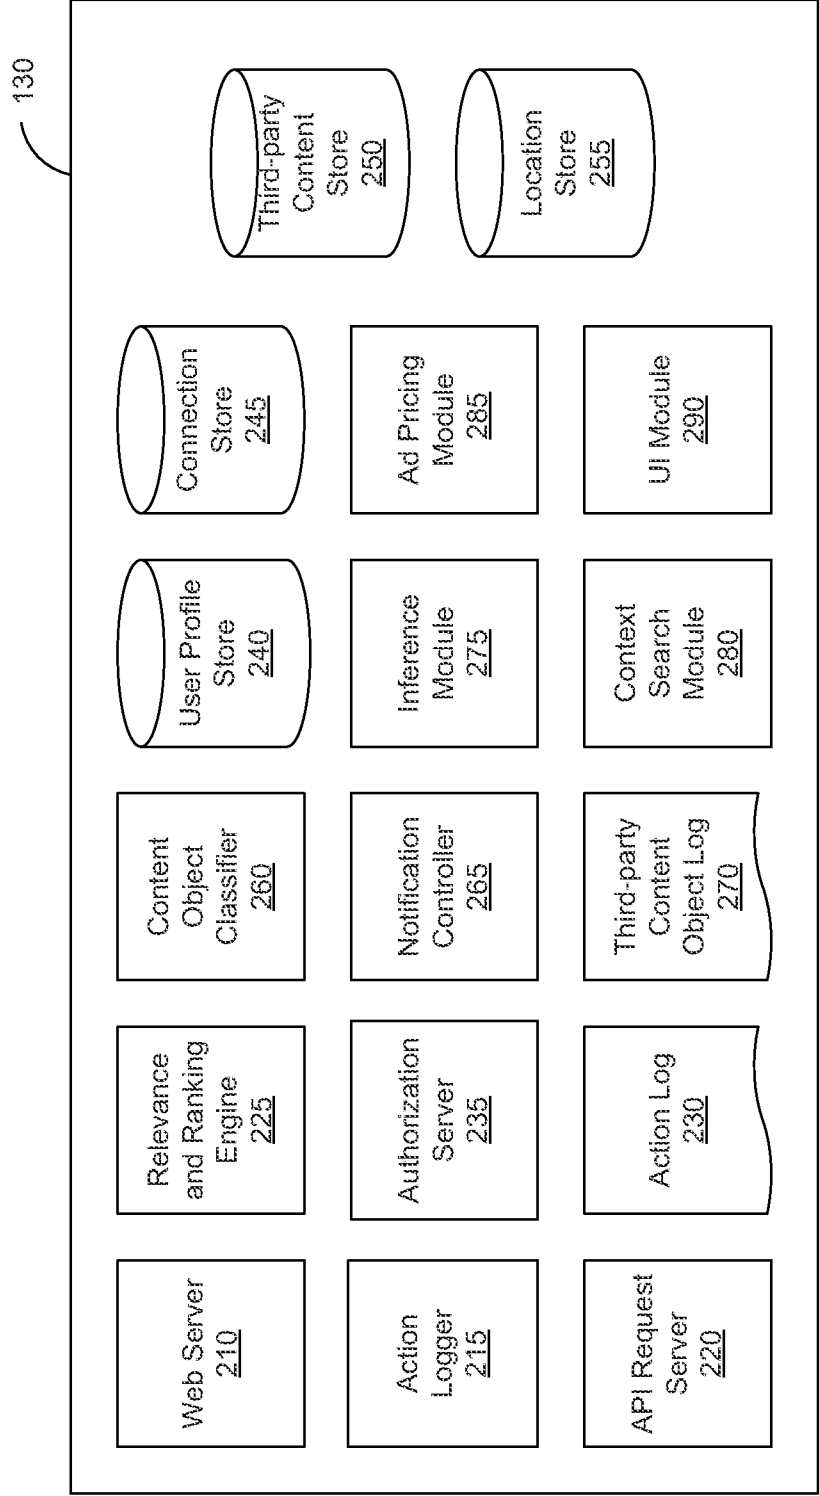 130
Web Server
210
Relevance
and Ranking
Engine
225
Content
Object
Classifier
260
User Profile
Store
240
Connection
Store
245
Third-party
Content
Store
250
Action
Logger
215
Authorization
Server
235
Notification
Controller
265
Inference
Module
275
Ad Pricing
Module
285
Location
Store
255
API Request
Server
220
Action Log
230
Third-party
Content
Object Log
270
Context
Search
Module
280
UI Module
290